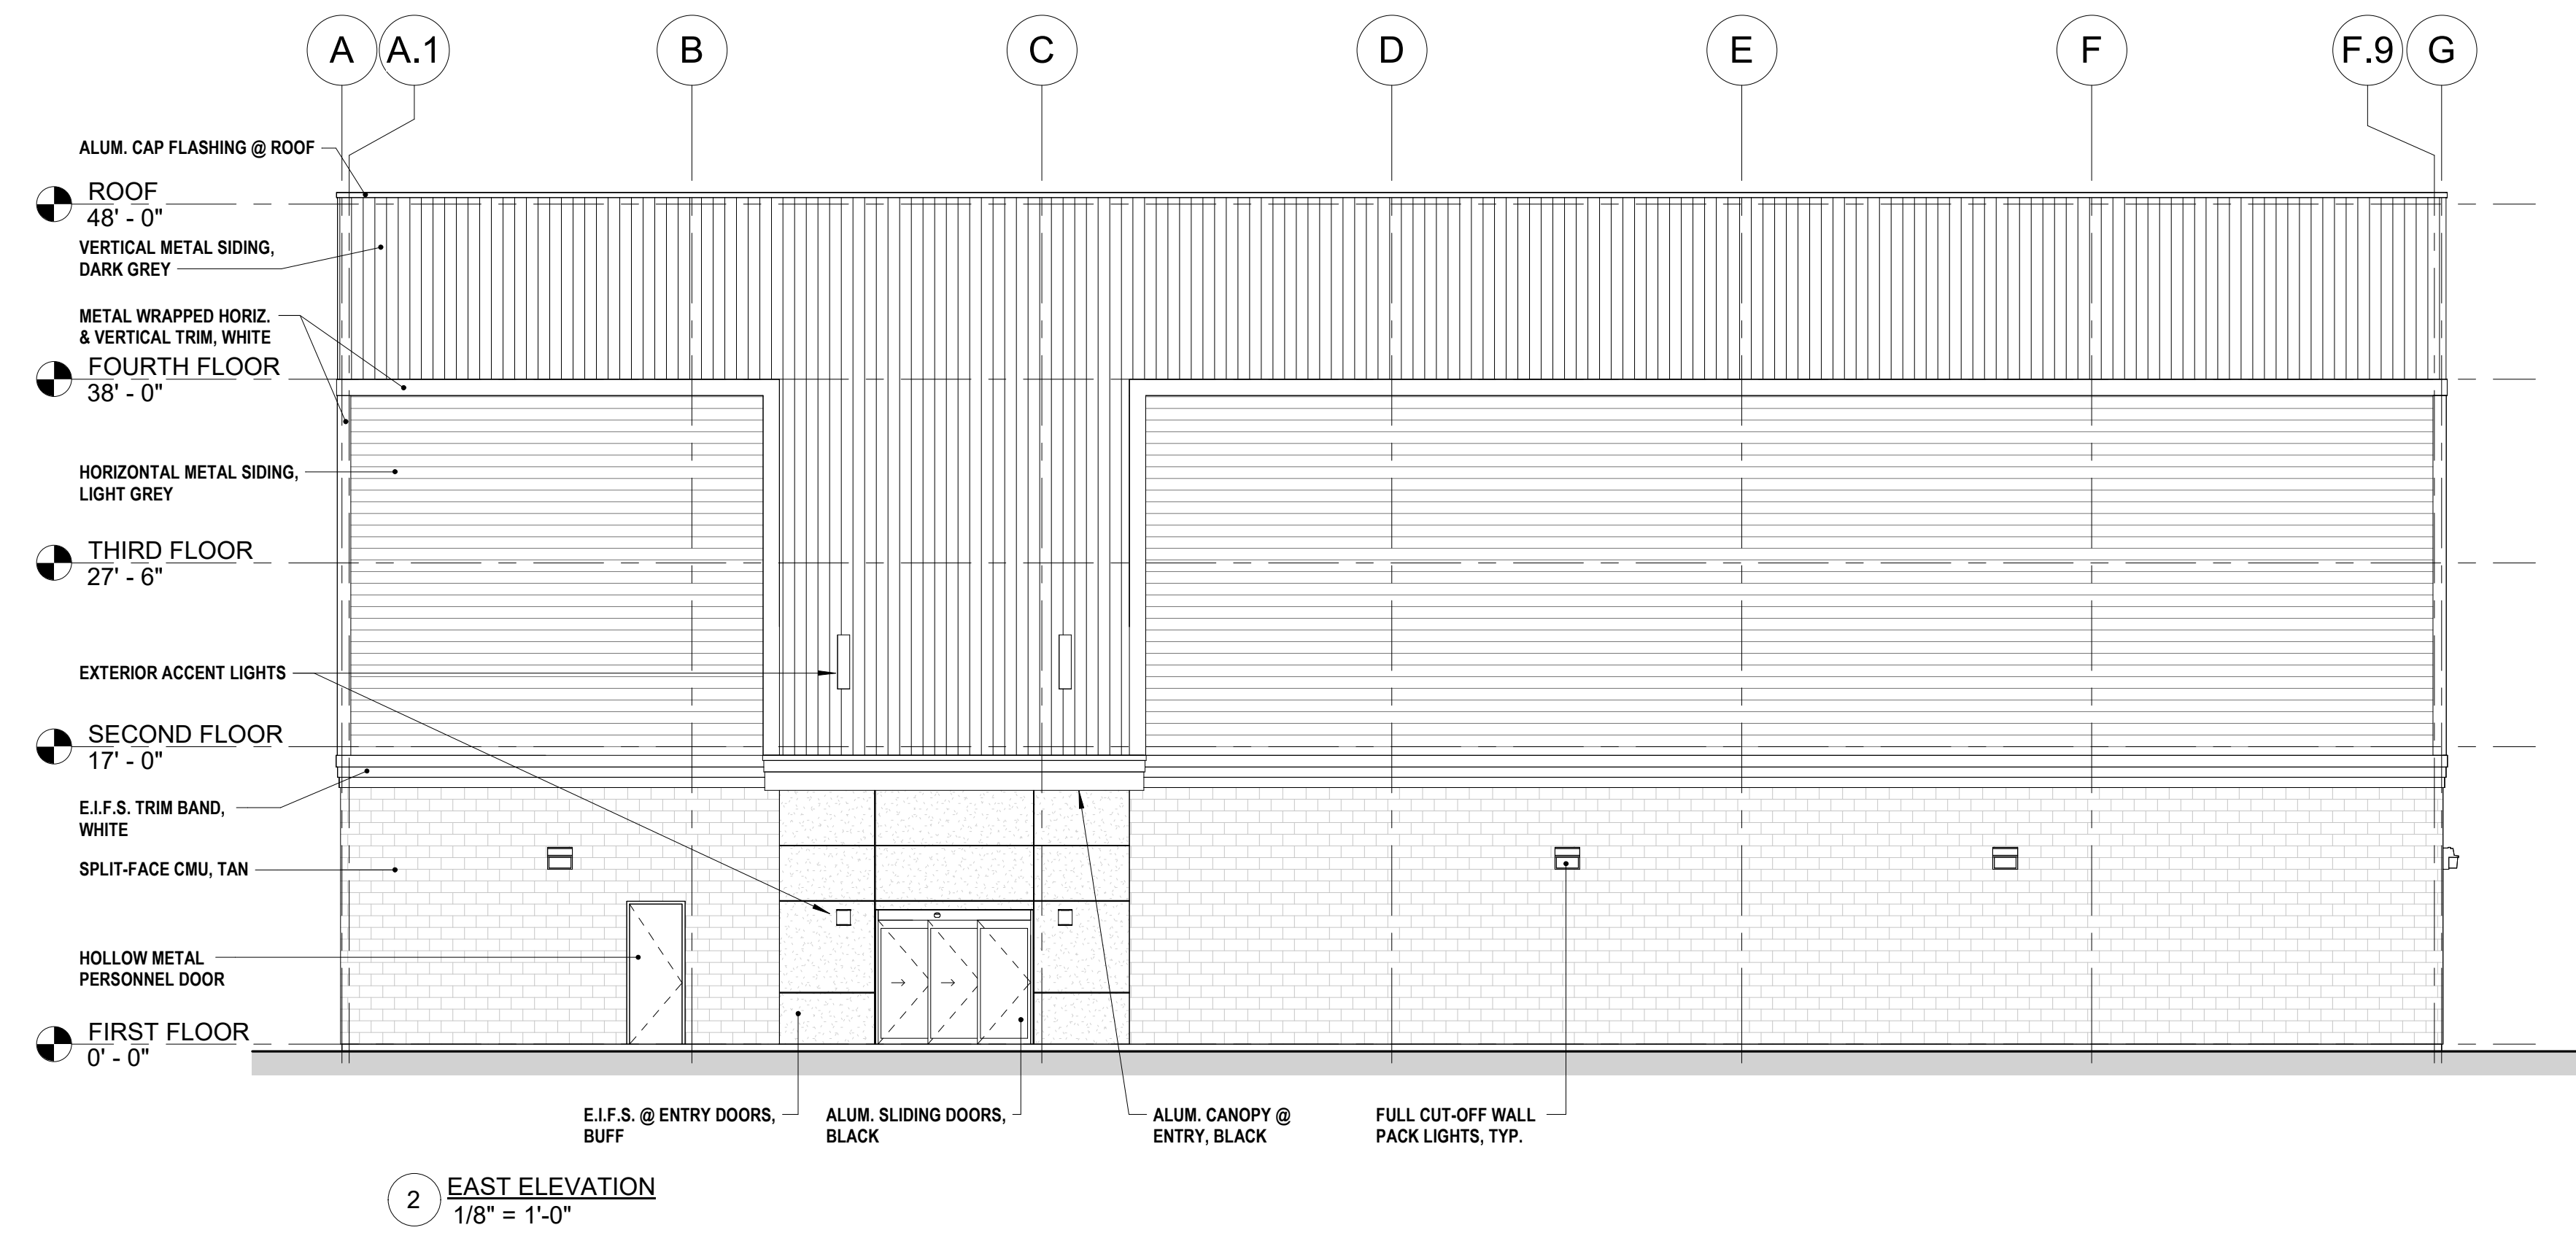 A A.1 B C D E F F.9 G
ALUM. CAP FLASHING @ ROOF
ROOF
48' - 0"
VERTICAL METAL SIDING,
DARK GREY
METAL WRAPPED HORIZ.
& VERTICAL TRIM, WHITE
FOURTH FLOOR
38' - 0"
HORIZONTAL METAL SIDING,
LIGHT GREY
THIRD FLOOR
27' - 6"
EXTERIOR ACCENT LIGHTS
SECOND FLOOR
17' - 0"
E.I.F.S. TRIM BAND,
WHITE
SPLIT-FACE CMU, TAN
HOLLOW METAL
PERSONNEL DOOR
FIRST FLOOR
0' - 0"
E.I.F.S. @ ENTRY DOORS,
BUFF
ALUM. SLIDING DOORS,
BLACK
ALUM. CANOPY @
ENTRY, BLACK
FULL CUT-OFF WALL
PACK LIGHTS, TYP.
2 EAST ELEVATION
1/8" = 1'-0"